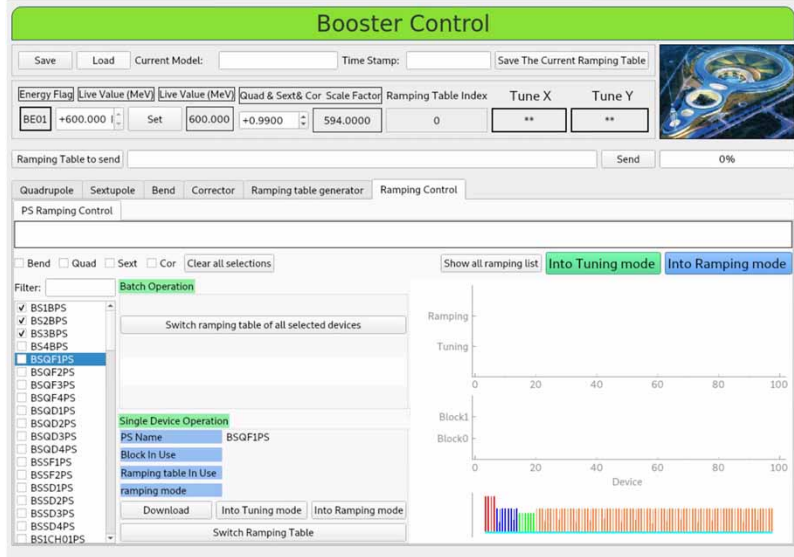 Booster Control
Save Load Current Model: Time Stamp: Save The Current Ramping Table
Energy Flag Live Value (MeV) Live Value (MeV) Quad & Sext& Cor Scale Factor Ramping Table Index Tune X Tune Y
BE01 +600.000 Set 600.000 +0.9900 594.0000 0 ** **
Ramping Table to send Send 0%
Quadrupole Sextupole Bend Corrector Ramping table generator Ramping Control
PS Ramping Control
Bend Quad Sext Cor Clear all selections Show all ramping list Into Tuning mode Into Ramping mode
Filter:
BS1BPS
BS2BPS
BS3BPS
BS4BPS
BSQF1PS
BSQF2PS
BSQF3PS
BSQF4PS
BSQD1PS
BSQD2PS
BSQD3PS
BSQD4PS
BSSF1PS
BSSF2PS
BSSD1PS
BSSD2PS
BSSD3PS
BSSD4PS
BS1CH01PS
Batch Operation
Switch ramping table of all selected devices
Single Device Operation
PS Name BSQF1PS
Block In Use
Ramping table In Use
ramping mode
Download Into Tuning mode Into Ramping mode
Switch Ramping Table
Ramping
Tuning
0 20 40 60 80 100
Block1
Block0
0 20 40 60 80 100
Device